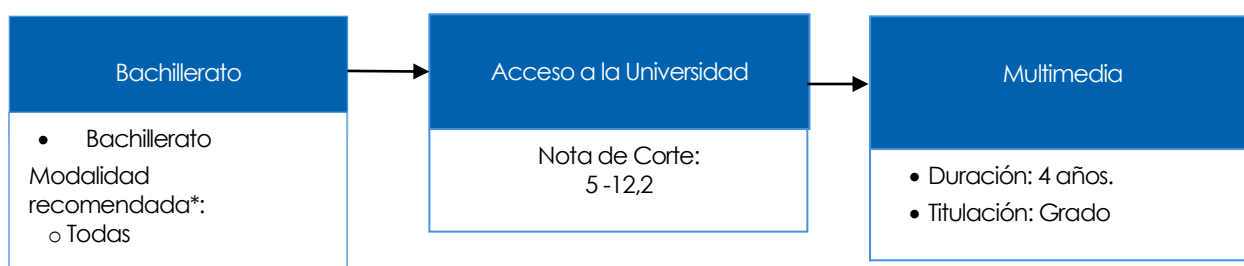 Bachillerato
• Bachillerato
Modalidad
recomendada*:
o Todas
Acceso a la Universidad
Nota de Corte:
5 -12,2
Multimedia
• Duración: 4 años.
• Titulación: Grado